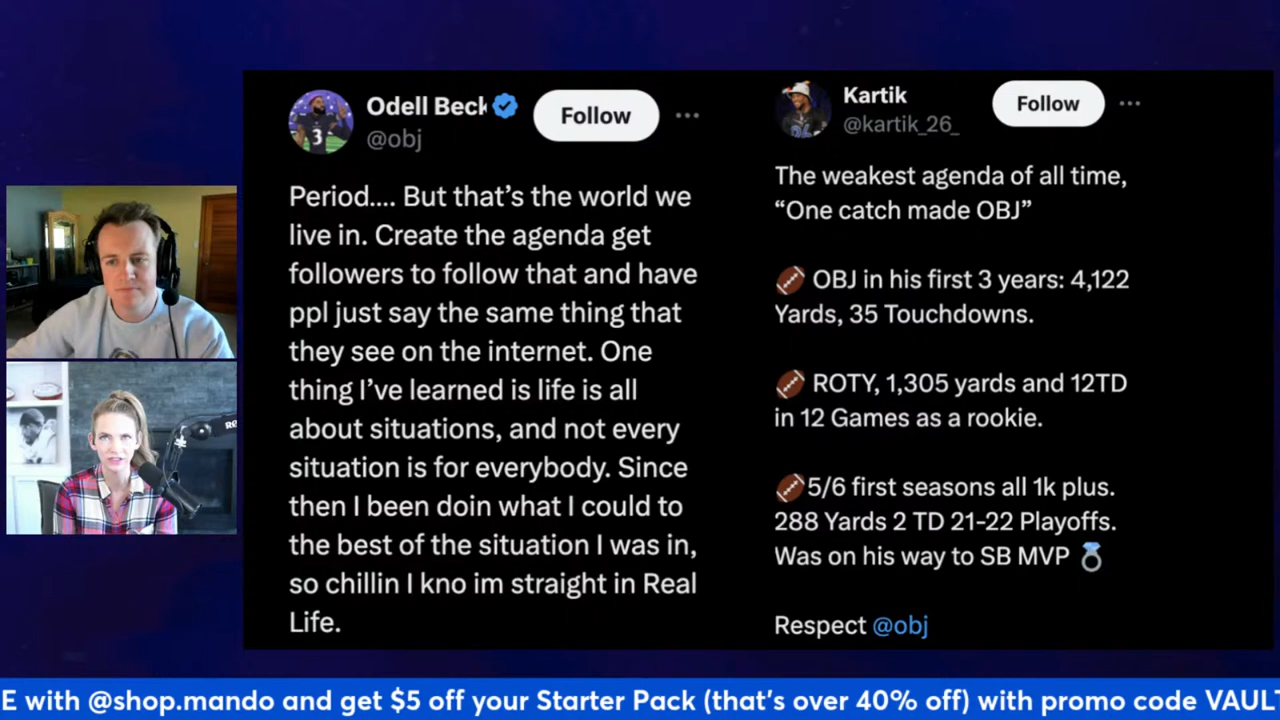 Odell Beck
@obj
Follow
Period.... But that's the world we
live in. Create the agenda get
followers to follow that and have
ppl just say the same thing that
they see on the internet. One
thing I've learned is life is all
about situations, and not every
situation is for everybody. Since
then I been doin what I could to
the best of the situation I was in,
so chillin I kno im straight in Real
Life.
Kartik
@kartik_26_
Follow
The weakest agenda of all time,
“One catch made OBJ”
🏈 OBJ in his first 3 years: 4,122
Yards, 35 Touchdowns.
🏈 ROTY, 1,305 yards and 12TD
in 12 Games as a rookie.
🏈5/6 first seasons all 1k plus.
288 Yards 2 TD 21-22 Playoffs.
Was on his way to SB MVP 💍
Respect @obj
3
E with @shop.mando and get $5 off your Starter Pack (that's over 40% off) with promo code VAULT